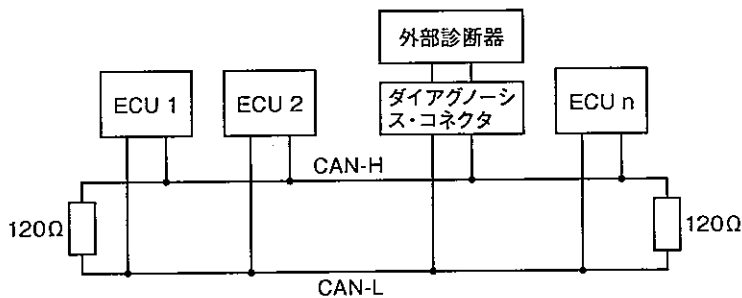 外部診断器
ECU 1
ECU 2
ダイアグノーシ
ス・コネクタ
ECU n
CAN-H
120Ω
120Ω
CAN-L